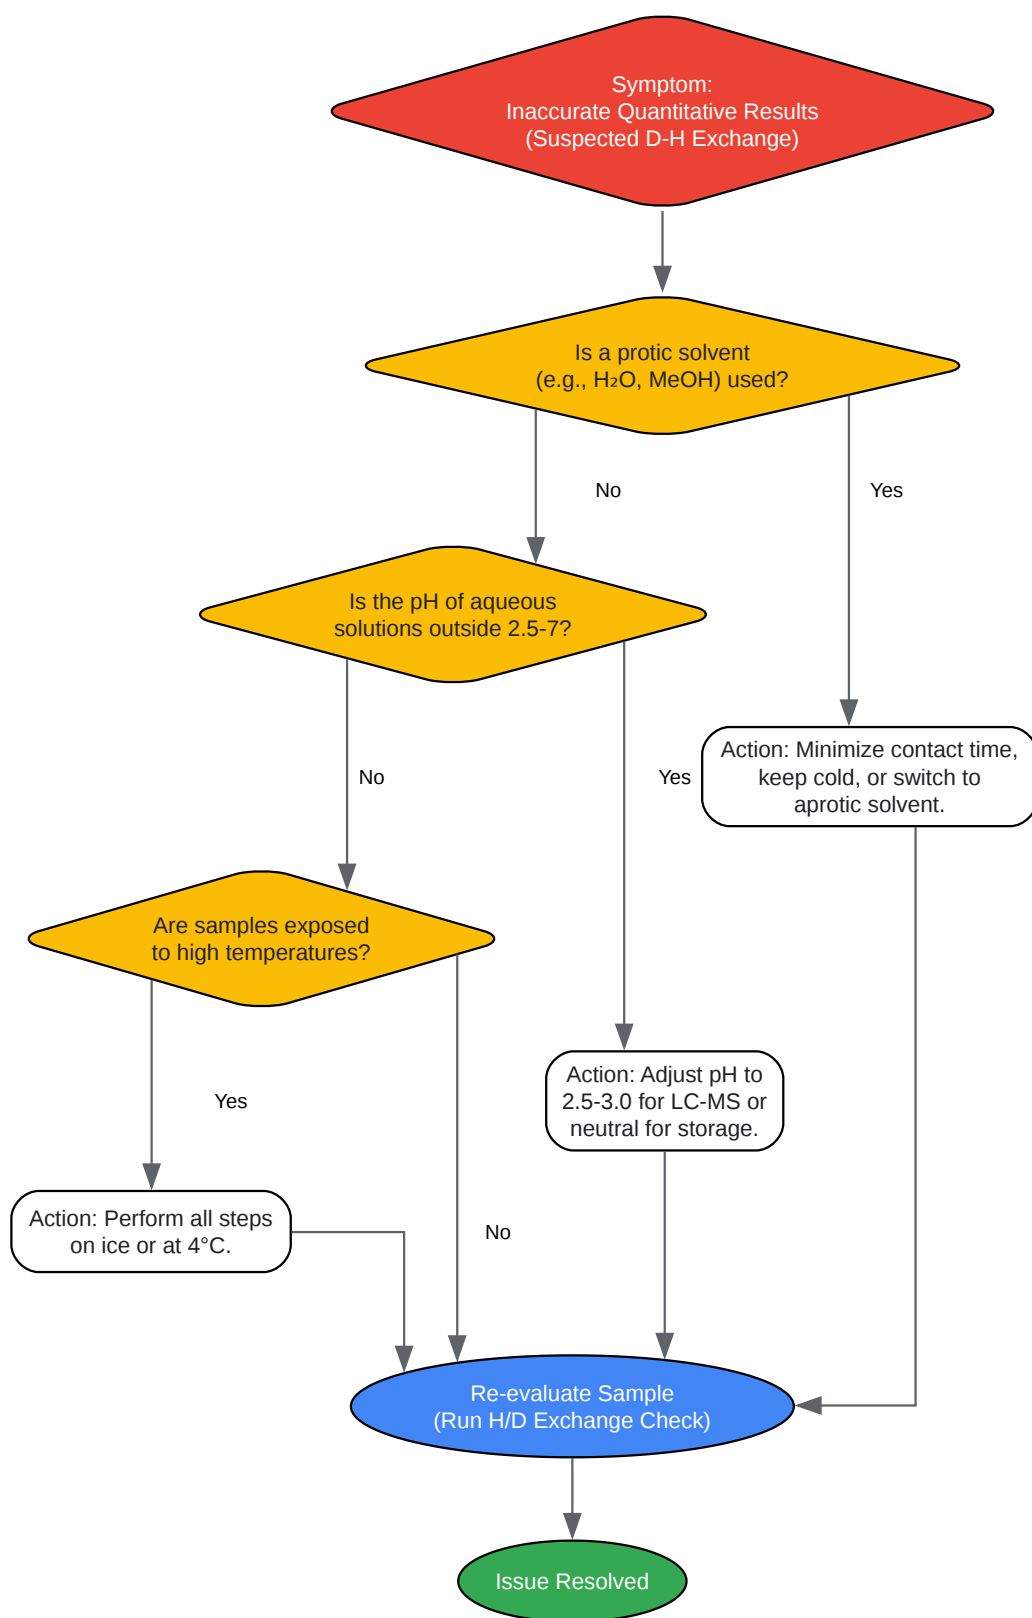 Symptom:
Inaccurate Quantitative Results
(Suspected D-H Exchange)
Is a protic solvent
(e.g., H₂O, MeOH) used?
No
Yes
Is the pH of aqueous
solutions outside 2.5-7?
No
Yes
Action: Minimize contact time,
keep cold, or switch to
aprotic solvent.
Are samples exposed
to high temperatures?
Action: Adjust pH to
2.5-3.0 for LC-MS or
neutral for storage.
Yes
Action: Perform all steps
on ice or at 4°C.
No
Re-evaluate Sample
(Run H/D Exchange Check)
Issue Resolved